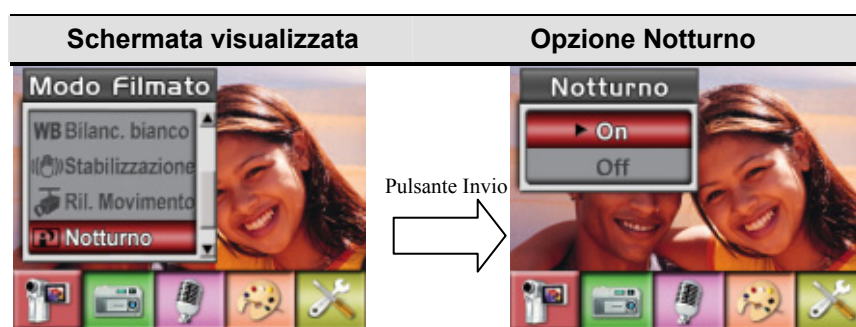 Schermata visualizzata
Opzione Notturno
Modo Filmato
WB Bilanc. bianco
Stabilizzazione
Ril. Movimento
Notturno
Pulsante Invio
Notturno
On
Off